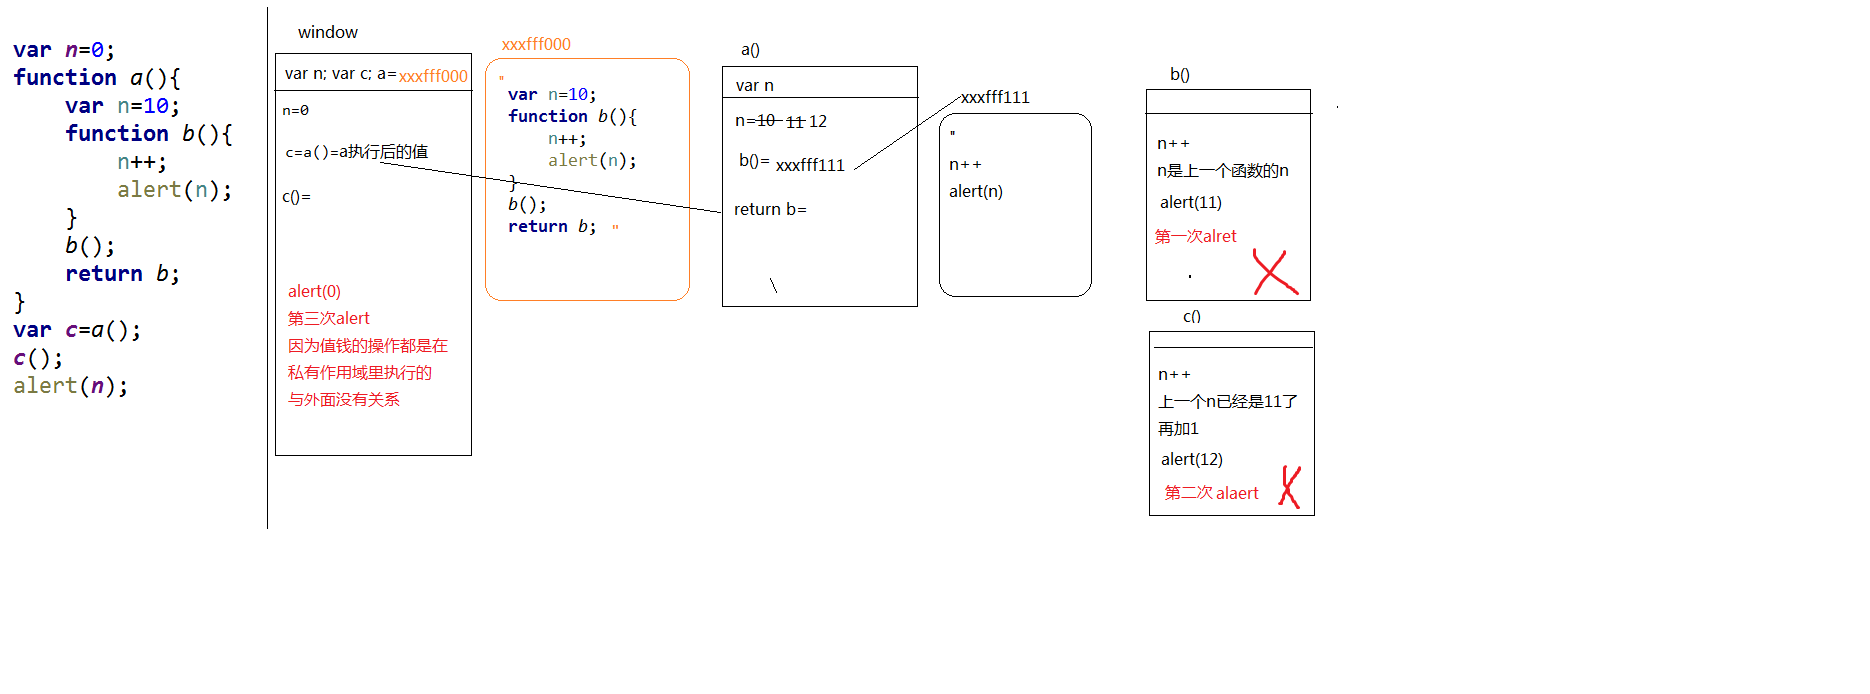 var n=0;
function a(){
var n=10;
function b(){
n++;
alert(n);
}
b();
return b;
}
var c=a();
c();
alert(n);
window
var n; var c; a=xxxfff000
n=0
c=a()=a执行后的值
c()=
alert(0)
第三次alert
因为值钱的操作都是在
私有作用域里执行的
与外面没有关系
xxxfff000
"
var n=10;
function b(){
n++;
alert(n);
}
b();
return b; "
a()
var n
n=10 11 12
b()= xxxfff111
return b=
xxxfff111
"
n++
alert(n)
b()
n++
n是上一个函数的n
alert(11)
第一次alret
c()
n++
上一个n已经是11了
再加1
alert(12)
第二次 alaert